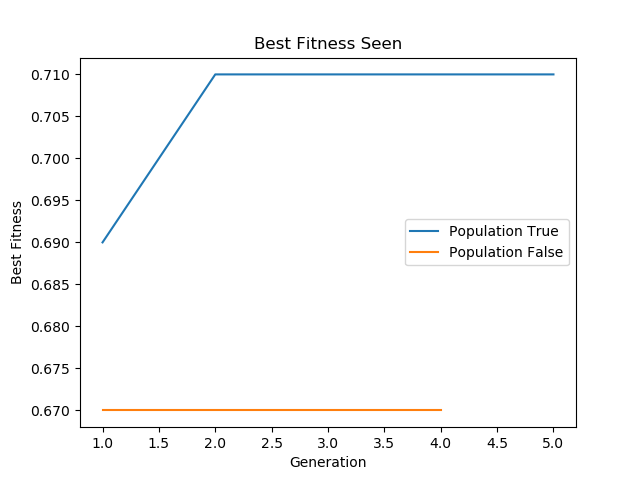 Best Fitness Seen
0.710
0.705
0.700
0.695
0.690
0.685
0.680
0.675
0.670
Best Fitness
Population True
Population False
1.0 1.5 2.0 2.5 3.0 3.5 4.0 4.5 5.0
Generation